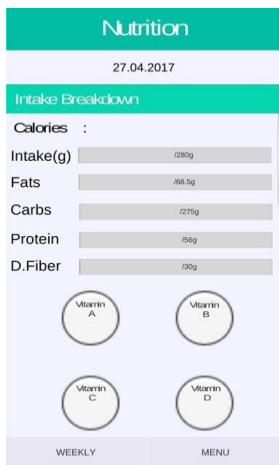 Nutrition
27.04.2017
Intake Breakdown
Calories :
Intake(g) /280g
Fats /68.5g
Carbs /275g
Protein /56g
D.Fiber /30g
Vitamin
A
Vitamin
B
Vitamin
C
Vitamin
D
WEEKLY MENU